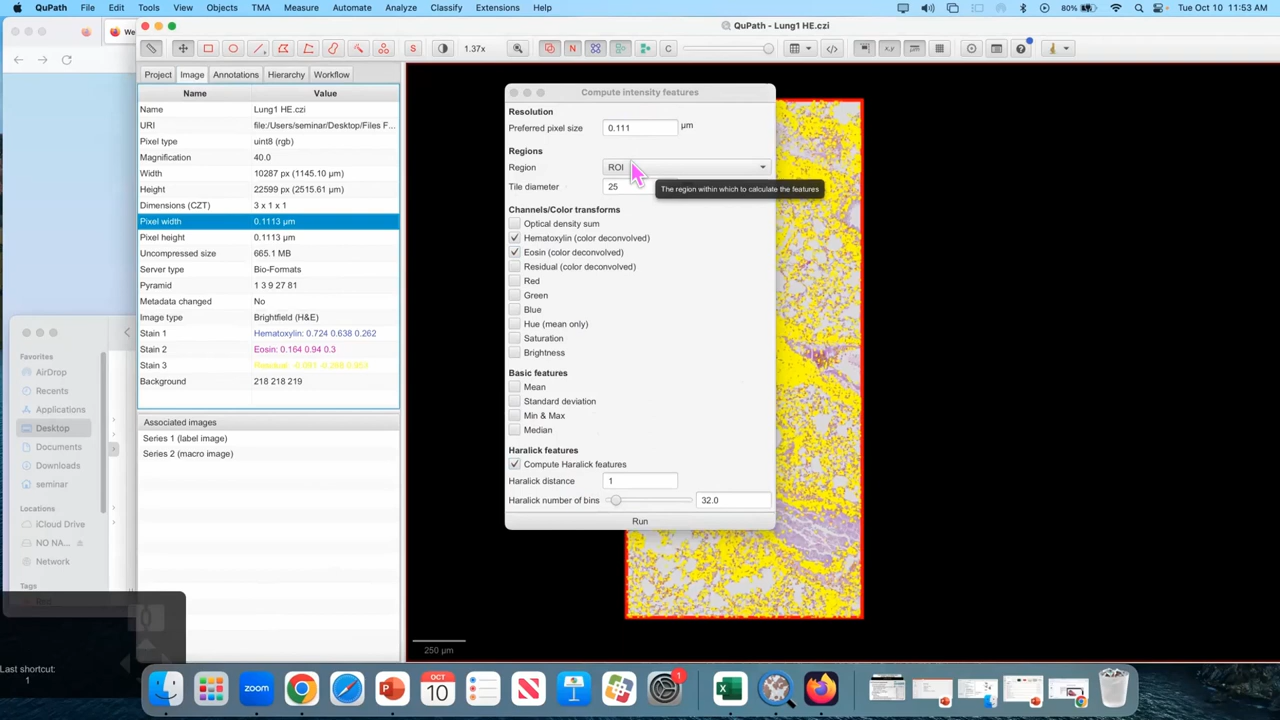 QuPath File Edit View Objects TMA Measure Automate Analyze Classify Extensions Help 80% Tue Oct 10 11:53 AM
We
QuPath - Lung1 HE.czi
S
1.37x
N
C
x,y
Project Image Annotations Hierarchy Workflow
Name Value
Name Lung1 HE.czi
URI file:/Users/seminar/Desktop/Files F...
Pixel type uint8 (rgb)
Magnification 40.0
Width 10287 px (1145.10 µm)
Height 22599 px (2515.61 µm)
Dimensions (CZT) 3 x 1 x 1
Pixel width 0.1113 µm
Pixel height 0.1113 µm
Uncompressed size 665.1 MB
Server type Bio-Formats
Pyramid 1 3 9 27 81
Metadata changed No
Image type Brightfield (H&E)
Stain 1 Hematoxylin: 0.724 0.638 0.262
Stain 2 Eosin: 0.164 0.94 0.3
Stain 3
Background 218 218 219
Associated images
Series 1 (label image)
Series 2 (macro image)
Favorites
AirDrop
Recents
Applications
Desktop
Documents
Downloads
seminar
Locations
iCloud Drive
NO NA...
Network
Tags
Red
Last shortcut:
1
Compute intensity features
Resolution
Preferred pixel size 0.111 µm
Regions
Region ROI
The region within which to calculate the features
Tile diameter 25
Channels/Color transforms
Optical density sum
Hematoxylin (color deconvolved)
Eosin (color deconvolved)
Residual (color deconvolved)
Red
Green
Blue
Hue (mean only)
Saturation
Brightness
Basic features
Mean
Standard deviation
Min & Max
Median
Haralick features
Compute Haralick features
Haralick distance 1
Haralick number of bins 32.0
Run
250 µm
zoom
OCT
10
1